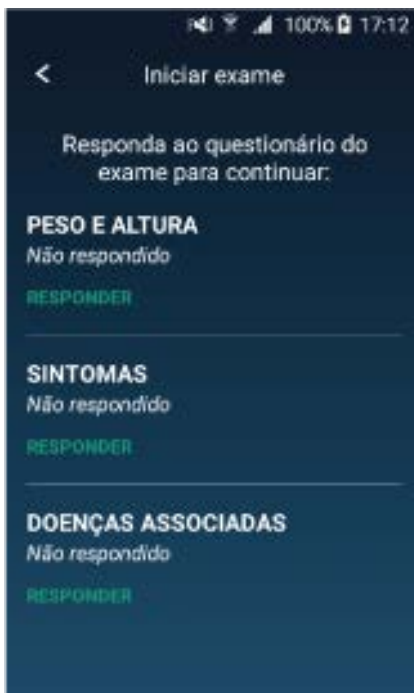 100% 17:12
< Iniciar exame
Responda ao questionário do
exame para continuar:
PESO E ALTURA
Não respondido
RESPONDER
SINTOMAS
Não respondido
RESPONDER
DOENÇAS ASSOCIADAS
Não respondido
RESPONDER